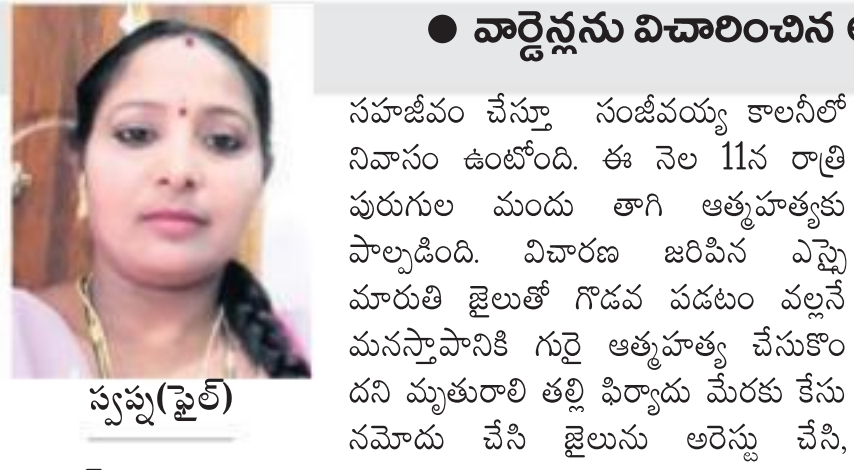 ● వార్డెన్లను విచారించిన
సహజీవం చేస్తూ సంజీవయ్య కాలనీలో
నివాసం ఉంటోంది. ఈ నెల 11న రాత్రి
పురుగుల మందు తాగి ఆత్మహత్యకు
పాల్పడింది. విచారణ జరిపిన ఎస్పై
మారుతి జైలుతో గొడవ పడటం వల్లనే
మనస్తాపానికి గురై ఆత్మహత్య చేసుకొం
దని మృతురాలి తల్లి ఫిర్యాదు మేరకు కేసు
నమోదు చేసి జైలును అరెస్టు చేసి,
స్వప్న(ఫైల్)